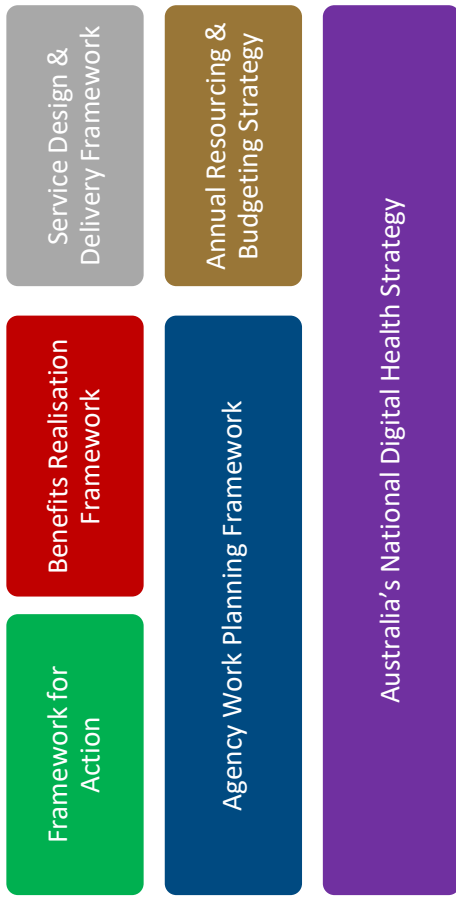 Framework for
Action
Benefits Realisation
Framework
Service Design &
Delivery Framework
Agency Work Planning Framework
Annual Resourcing &
Budgeting Strategy
Australia’s National Digital Health Strategy